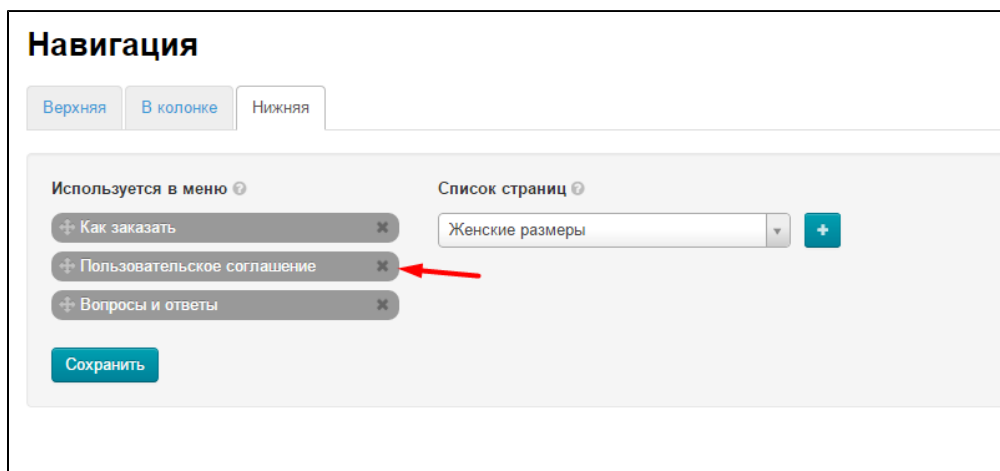 Навигация
Верхняя В колонке Нижняя
Используется в меню ? Список страниц ?
Как заказать
Женские размеры
Пользовательское соглашение
Вопросы и ответы
Сохранить